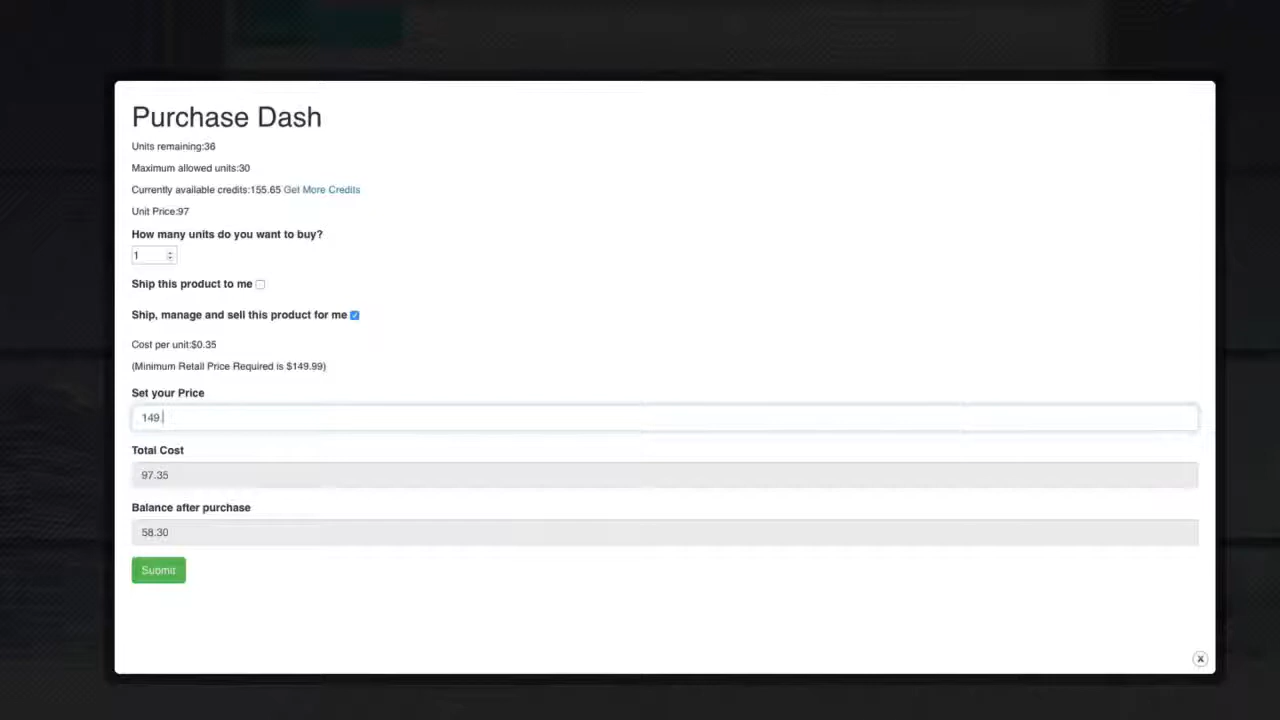 Purchase Dash
Units remaining:36
Maximum allowed units:30
Currently available credits:155.65 Get More Credits
Unit Price:97
How many units do you want to buy?
1
Ship this product to me
Ship, manage and sell this product for me
Cost per unit:$0.35
(Minimum Retail Price Required is $149.99)
Set your Price
149.
Total Cost
97.35
Balance after purchase
58.30
Submit
x